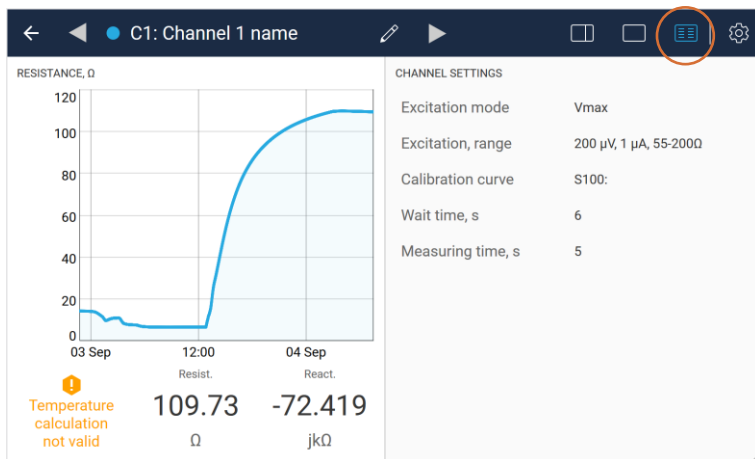 C1: Channel 1 name
RESISTANCE, Ω
120
100
80
60
40
20
0
03 Sep
12:00
04 Sep
Temperature
calculation
not valid
Resist.
109.73
Ω
React.
-72.419
jkΩ
CHANNEL SETTINGS
Excitation mode Vmax
Excitation, range 200 µV, 1 µA, 55-200Ω
Calibration curve S100:
Wait time, s 6
Measuring time, s 5